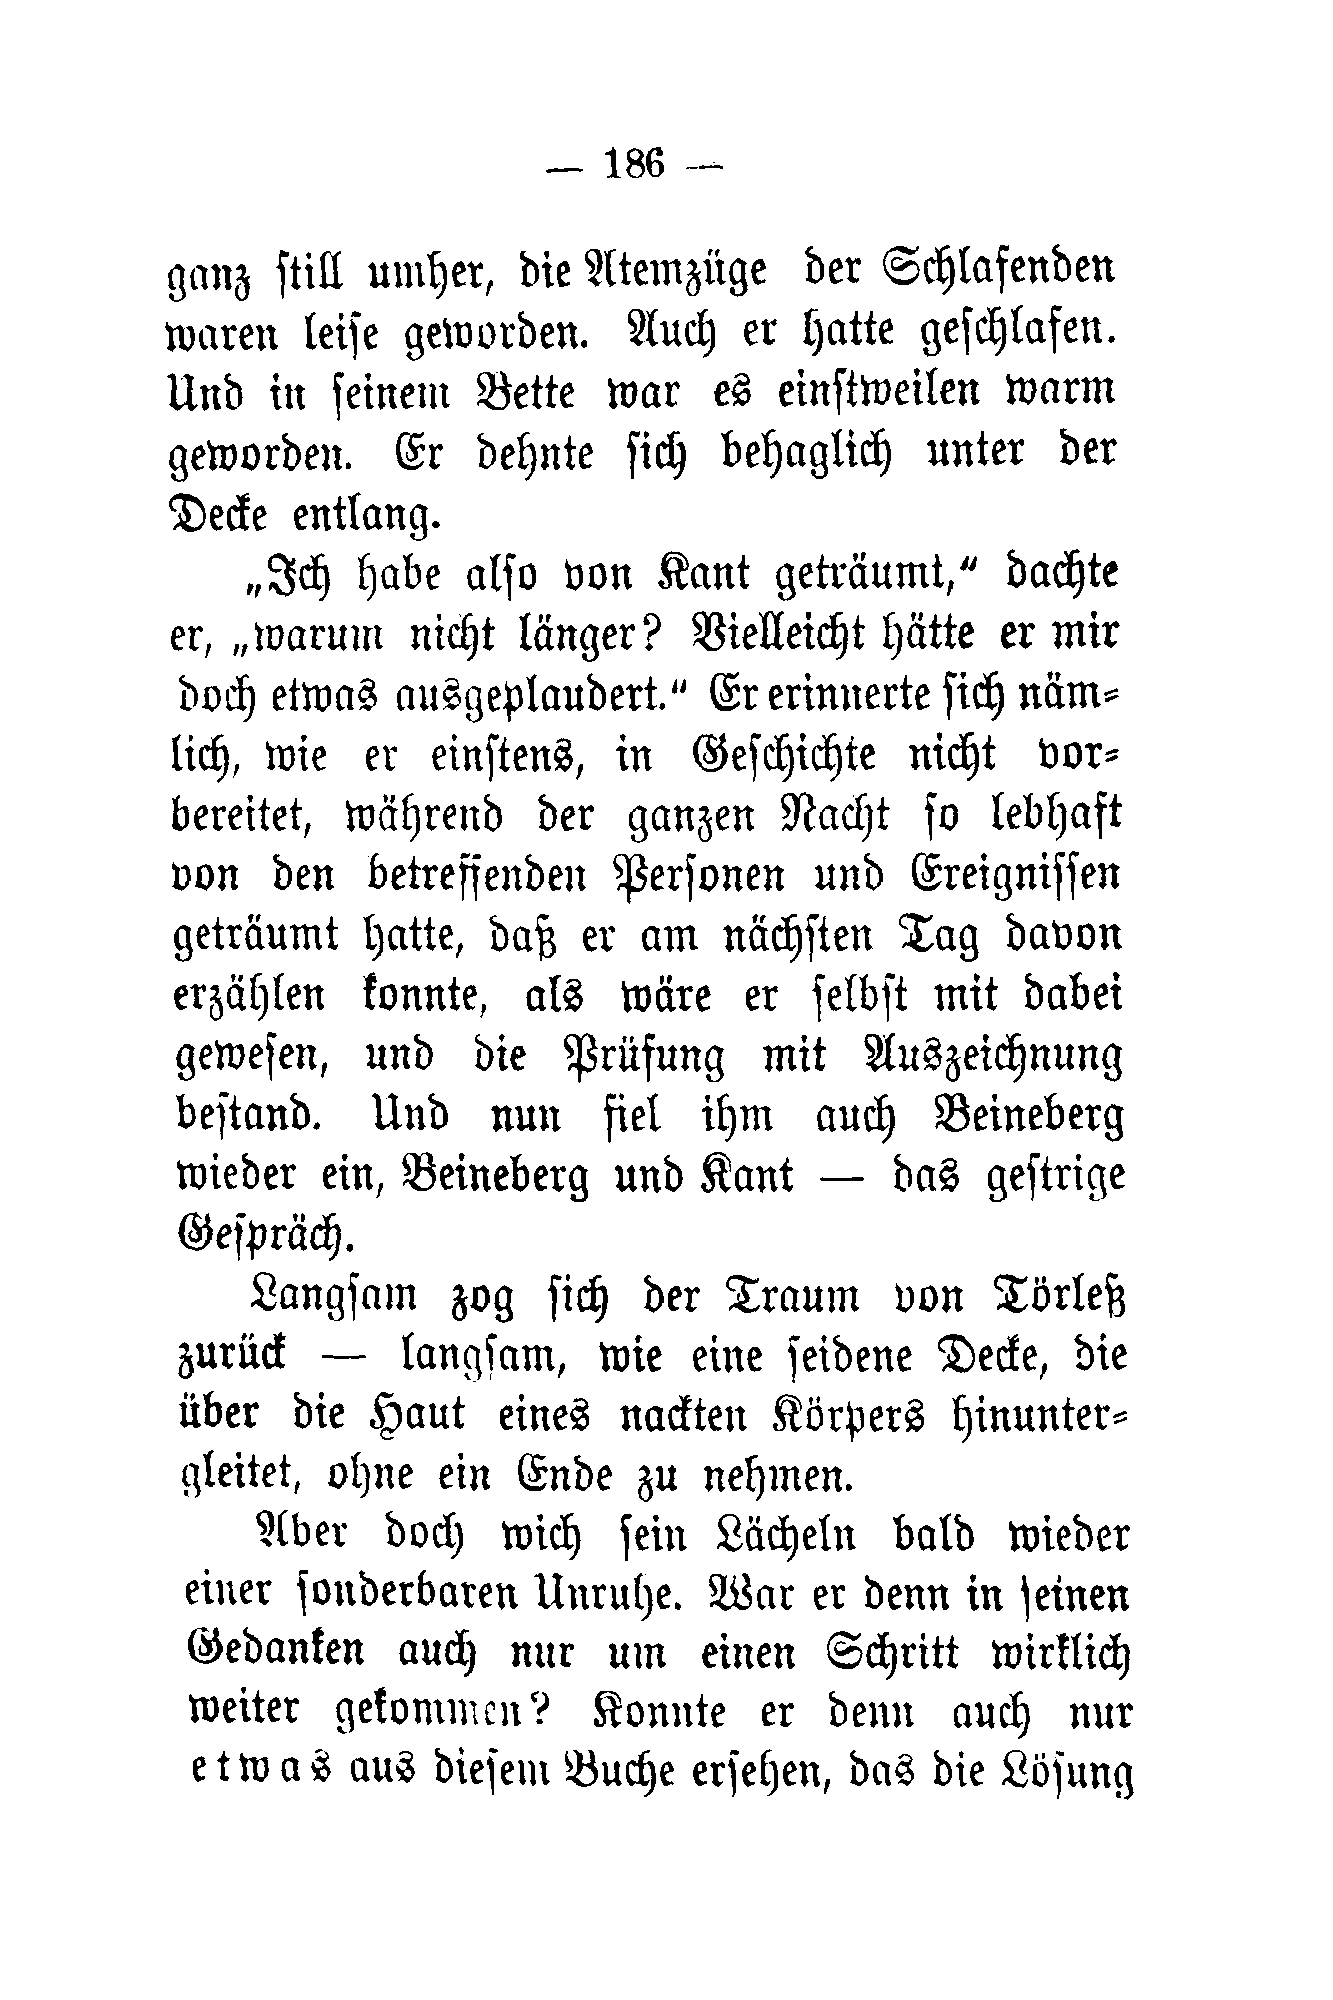 — 186 —
ganz still umher, die Atemzüge der Schlafenden
waren leise geworden. Auch er hatte geschlafen.
Und in seinem Bette war es einstweilen warm
geworden. Er dehnte sich behaglich unter der
Decke entlang.
„Ich habe also von Kant geträumt,“ dachte
er, „warum nicht länger? Vielleicht hätte er mir
doch etwas ausgeplaudert.“ Er erinnerte sich näm-
lich, wie er einstens, in Geschichte nicht vor-
bereitet, während der ganzen Nacht so lebhaft
von den betreffenden Personen und Ereignissen
geträumt hatte, daß er am nächsten Tag davon
erzählen konnte, als wäre er selbst mit dabei
gewesen, und die Prüfung mit Auszeichnung
bestand. Und nun fiel ihm auch Beineberg
wieder ein, Beineberg und Kant — das gestrige
Gespräch.
Langsam zog sich der Traum von Törleß
zurück — langsam, wie eine seidene Decke, die
über die Haut eines nackten Körpers hinunter-
gleitet, ohne ein Ende zu nehmen.
Aber doch wich sein Lächeln bald wieder
einer sonderbaren Unruhe. War er denn in seinen
Gedanken auch nur um einen Schritt wirklich
weiter gekommen? Konnte er denn auch nur
etwas aus diesem Buche ersehen, das die Lösung